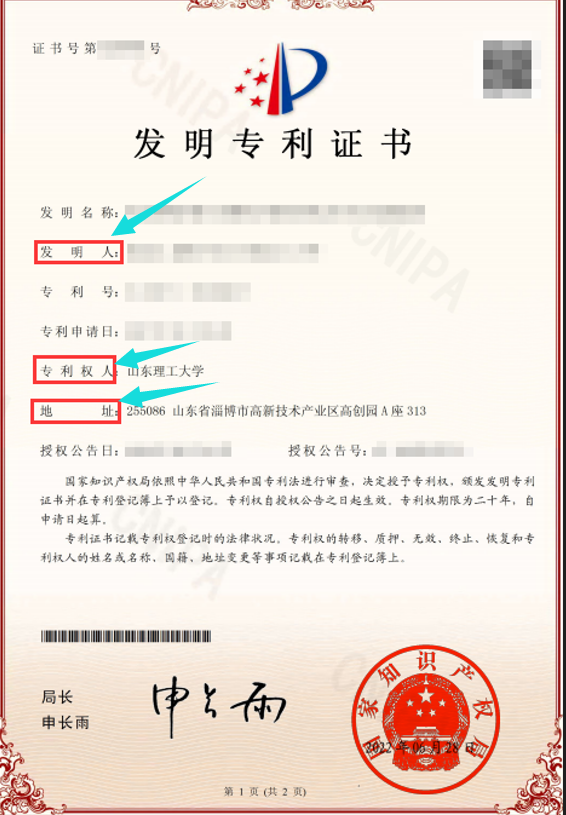 证书号第 号
发明专利证书
发明名称:
发明人:
专利号:
专利申请日:
专利权人: 山东理工大学
地址: 255086 山东省淄博市高新技术产业区高创园A座313
授权公告日: 授权公告号:
国家知识产权局依照中华人民共和国专利法进行审查，决定授予专利权，颁发发明专利
证书并在专利登记簿上予以登记。专利权自授权公告之日起生效。专利权期限为二十年，自
申请日起算。
专利证书记载专利权登记时的法律状况。专利权的转移、质押、无效、终止、恢复和专
利权人的姓名或名称、国籍、地址变更等事项记载在专利登记簿上。
局长
申长雨
申长雨
国家知识产权局
2022年06月28日
第 1 页 (共 2 页)
CNIPA
CNIPA
CNIPA